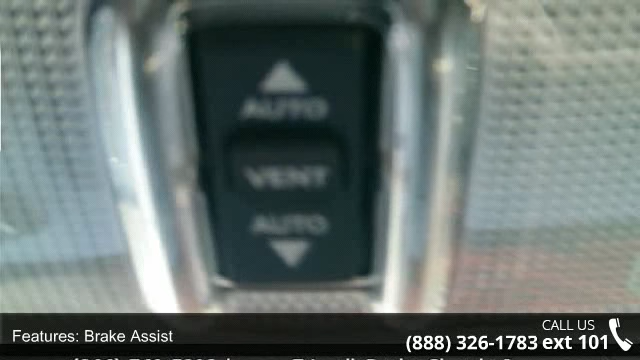 AUTO
VENT
AUTO
CALL US
Features: Brake Assist
(888) 326-1783 ext 101